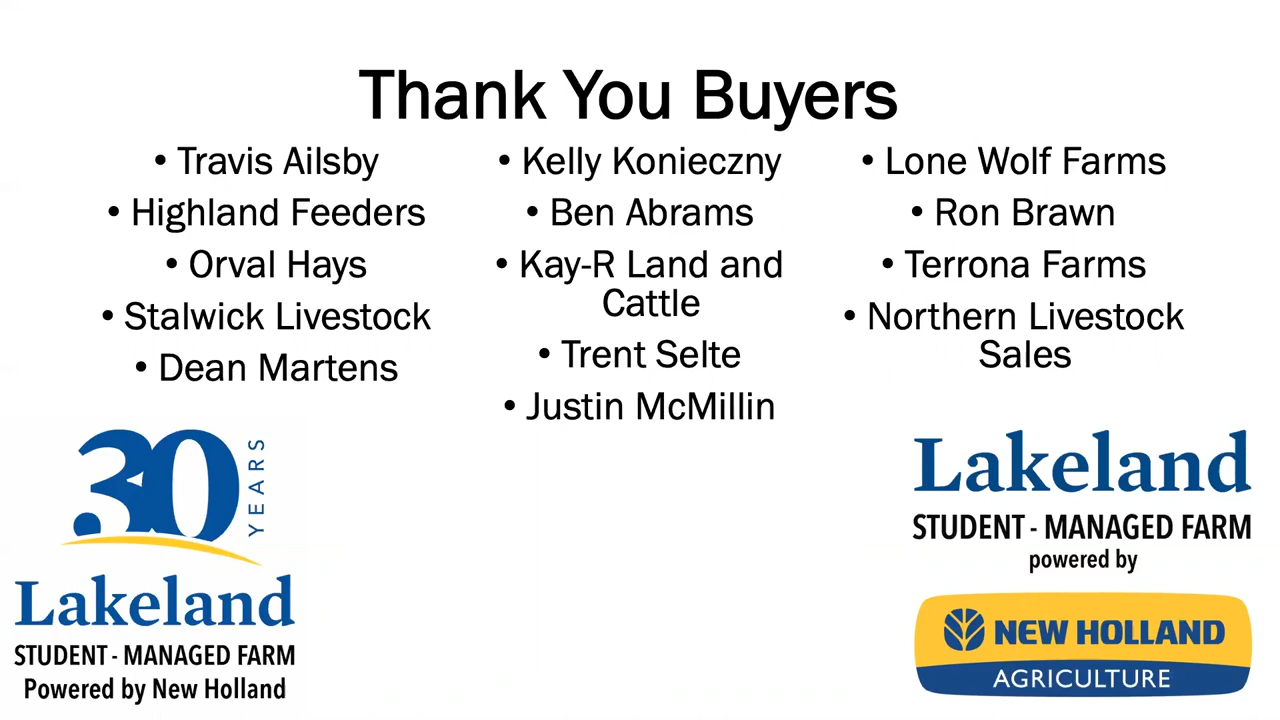 Thank You Buyers
• Travis Ailsby
• Highland Feeders
• Orval Hays
• Stalwick Livestock
• Dean Martens
• Kelly Konieczny
• Ben Abrams
• Kay-R Land and
Cattle
• Trent Selte
• Justin McMillin
• Lone Wolf Farms
• Ron Brawn
• Terrona Farms
• Northern Livestock
Sales
30 YEARS
Lakeland
STUDENT - MANAGED FARM
Powered by New Holland
Lakeland
STUDENT - MANAGED FARM
powered by
NEW HOLLAND
AGRICULTURE